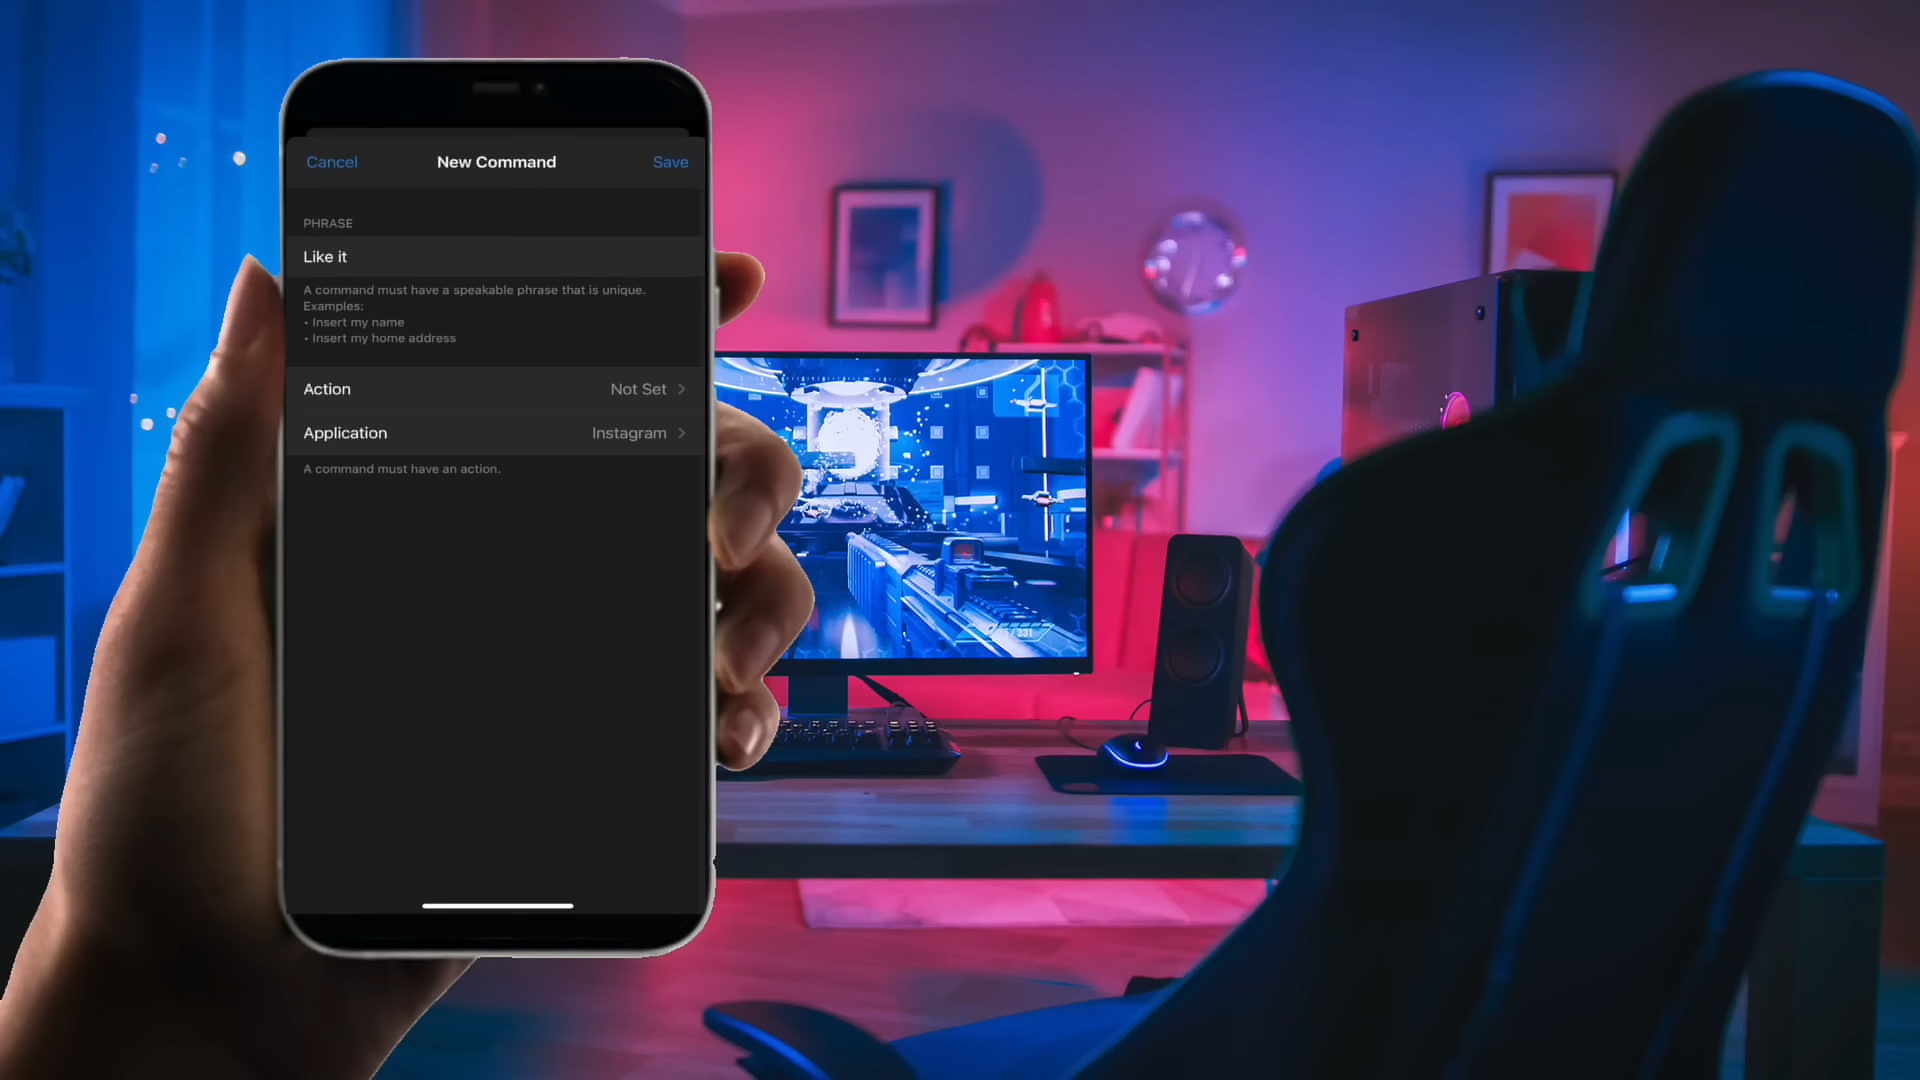 Cancel New Command Save
PHRASE
Like it
A command must have a speakable phrase that is unique.
Examples:
• Insert my name
• Insert my home address
Action Not Set
Application Instagram
A command must have an action.
/ 331